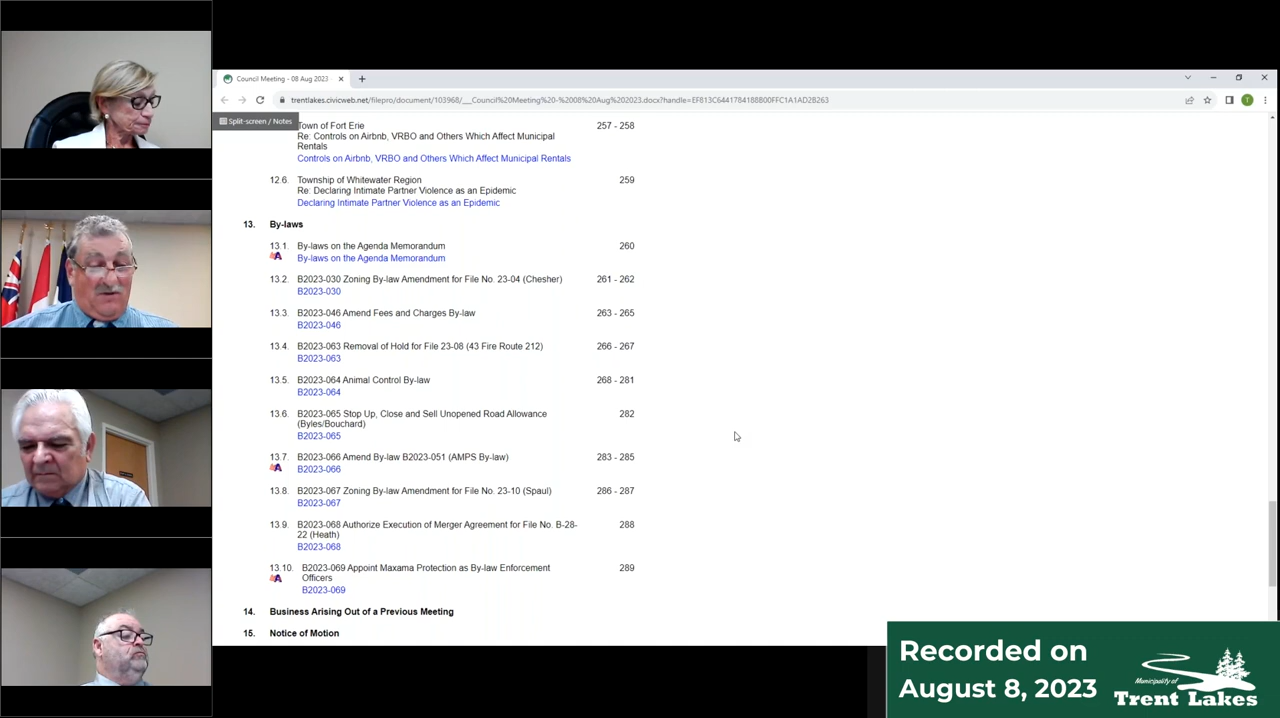 Council Meeting - 08 Aug 2023
trentlakes.civicweb.net/filepro/document/103968/__Council%20Meeting%20-%2008%20Aug%202023.docx?handle=EF813C6441784188B00FFC1A1AD2B263
T
Split-screen / Notes
Town of Fort Erie 257 - 258
Re: Controls on Airbnb, VRBO and Others Which Affect Municipal
Rentals
Controls on Airbnb, VRBO and Others Which Affect Municipal Rentals
12.6. Township of Whitewater Region 259
Re: Declaring Intimate Partner Violence as an Epidemic
Declaring Intimate Partner Violence as an Epidemic
13. By-laws
13.1. By-laws on the Agenda Memorandum 260
By-laws on the Agenda Memorandum
13.2. B2023-030 Zoning By-law Amendment for File No. 23-04 (Chesher) 261 - 262
B2023-030
13.3. B2023-046 Amend Fees and Charges By-law 263 - 265
B2023-046
13.4. B2023-063 Removal of Hold for File 23-08 (43 Fire Route 212) 266 - 267
B2023-063
13.5. B2023-064 Animal Control By-law 268 - 281
B2023-064
13.6. B2023-065 Stop Up, Close and Sell Unopened Road Allowance 282
(Byles/Bouchard)
B2023-065
13.7. B2023-066 Amend By-law B2023-051 (AMPS By-law) 283 - 285
B2023-066
13.8. B2023-067 Zoning By-law Amendment for File No. 23-10 (Spaul) 286 - 287
B2023-067
13.9. B2023-068 Authorize Execution of Merger Agreement for File No. B-28- 288
22 (Heath)
B2023-068
13.10. B2023-069 Appoint Maxama Protection as By-law Enforcement 289
Officers
B2023-069
14. Business Arising Out of a Previous Meeting
15. Notice of Motion
Recorded on
August 8, 2023
Municipality of
Trent Lakes